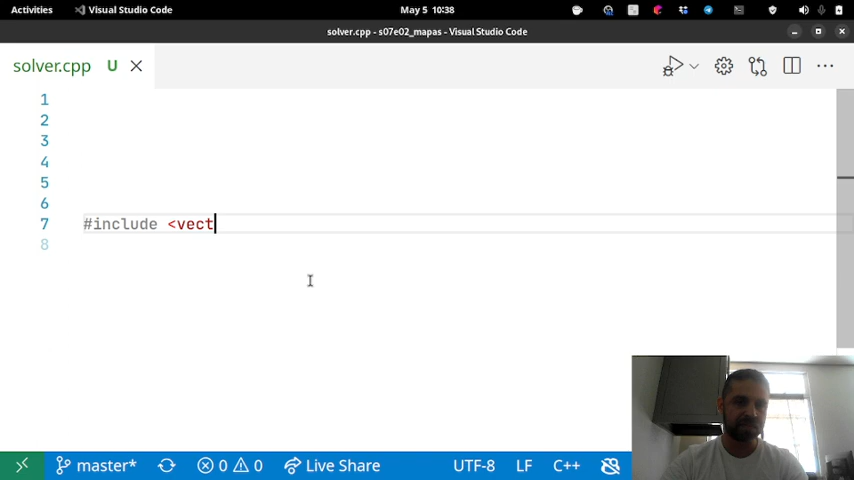 Activities Visual Studio Code May 5 10:38
solver.cpp - s07e02_mapas - Visual Studio Code
solver.cpp U
1
2
3
4
5
6
7 #include <vect
8
master* 0 0 Live Share UTF-8 LF C++